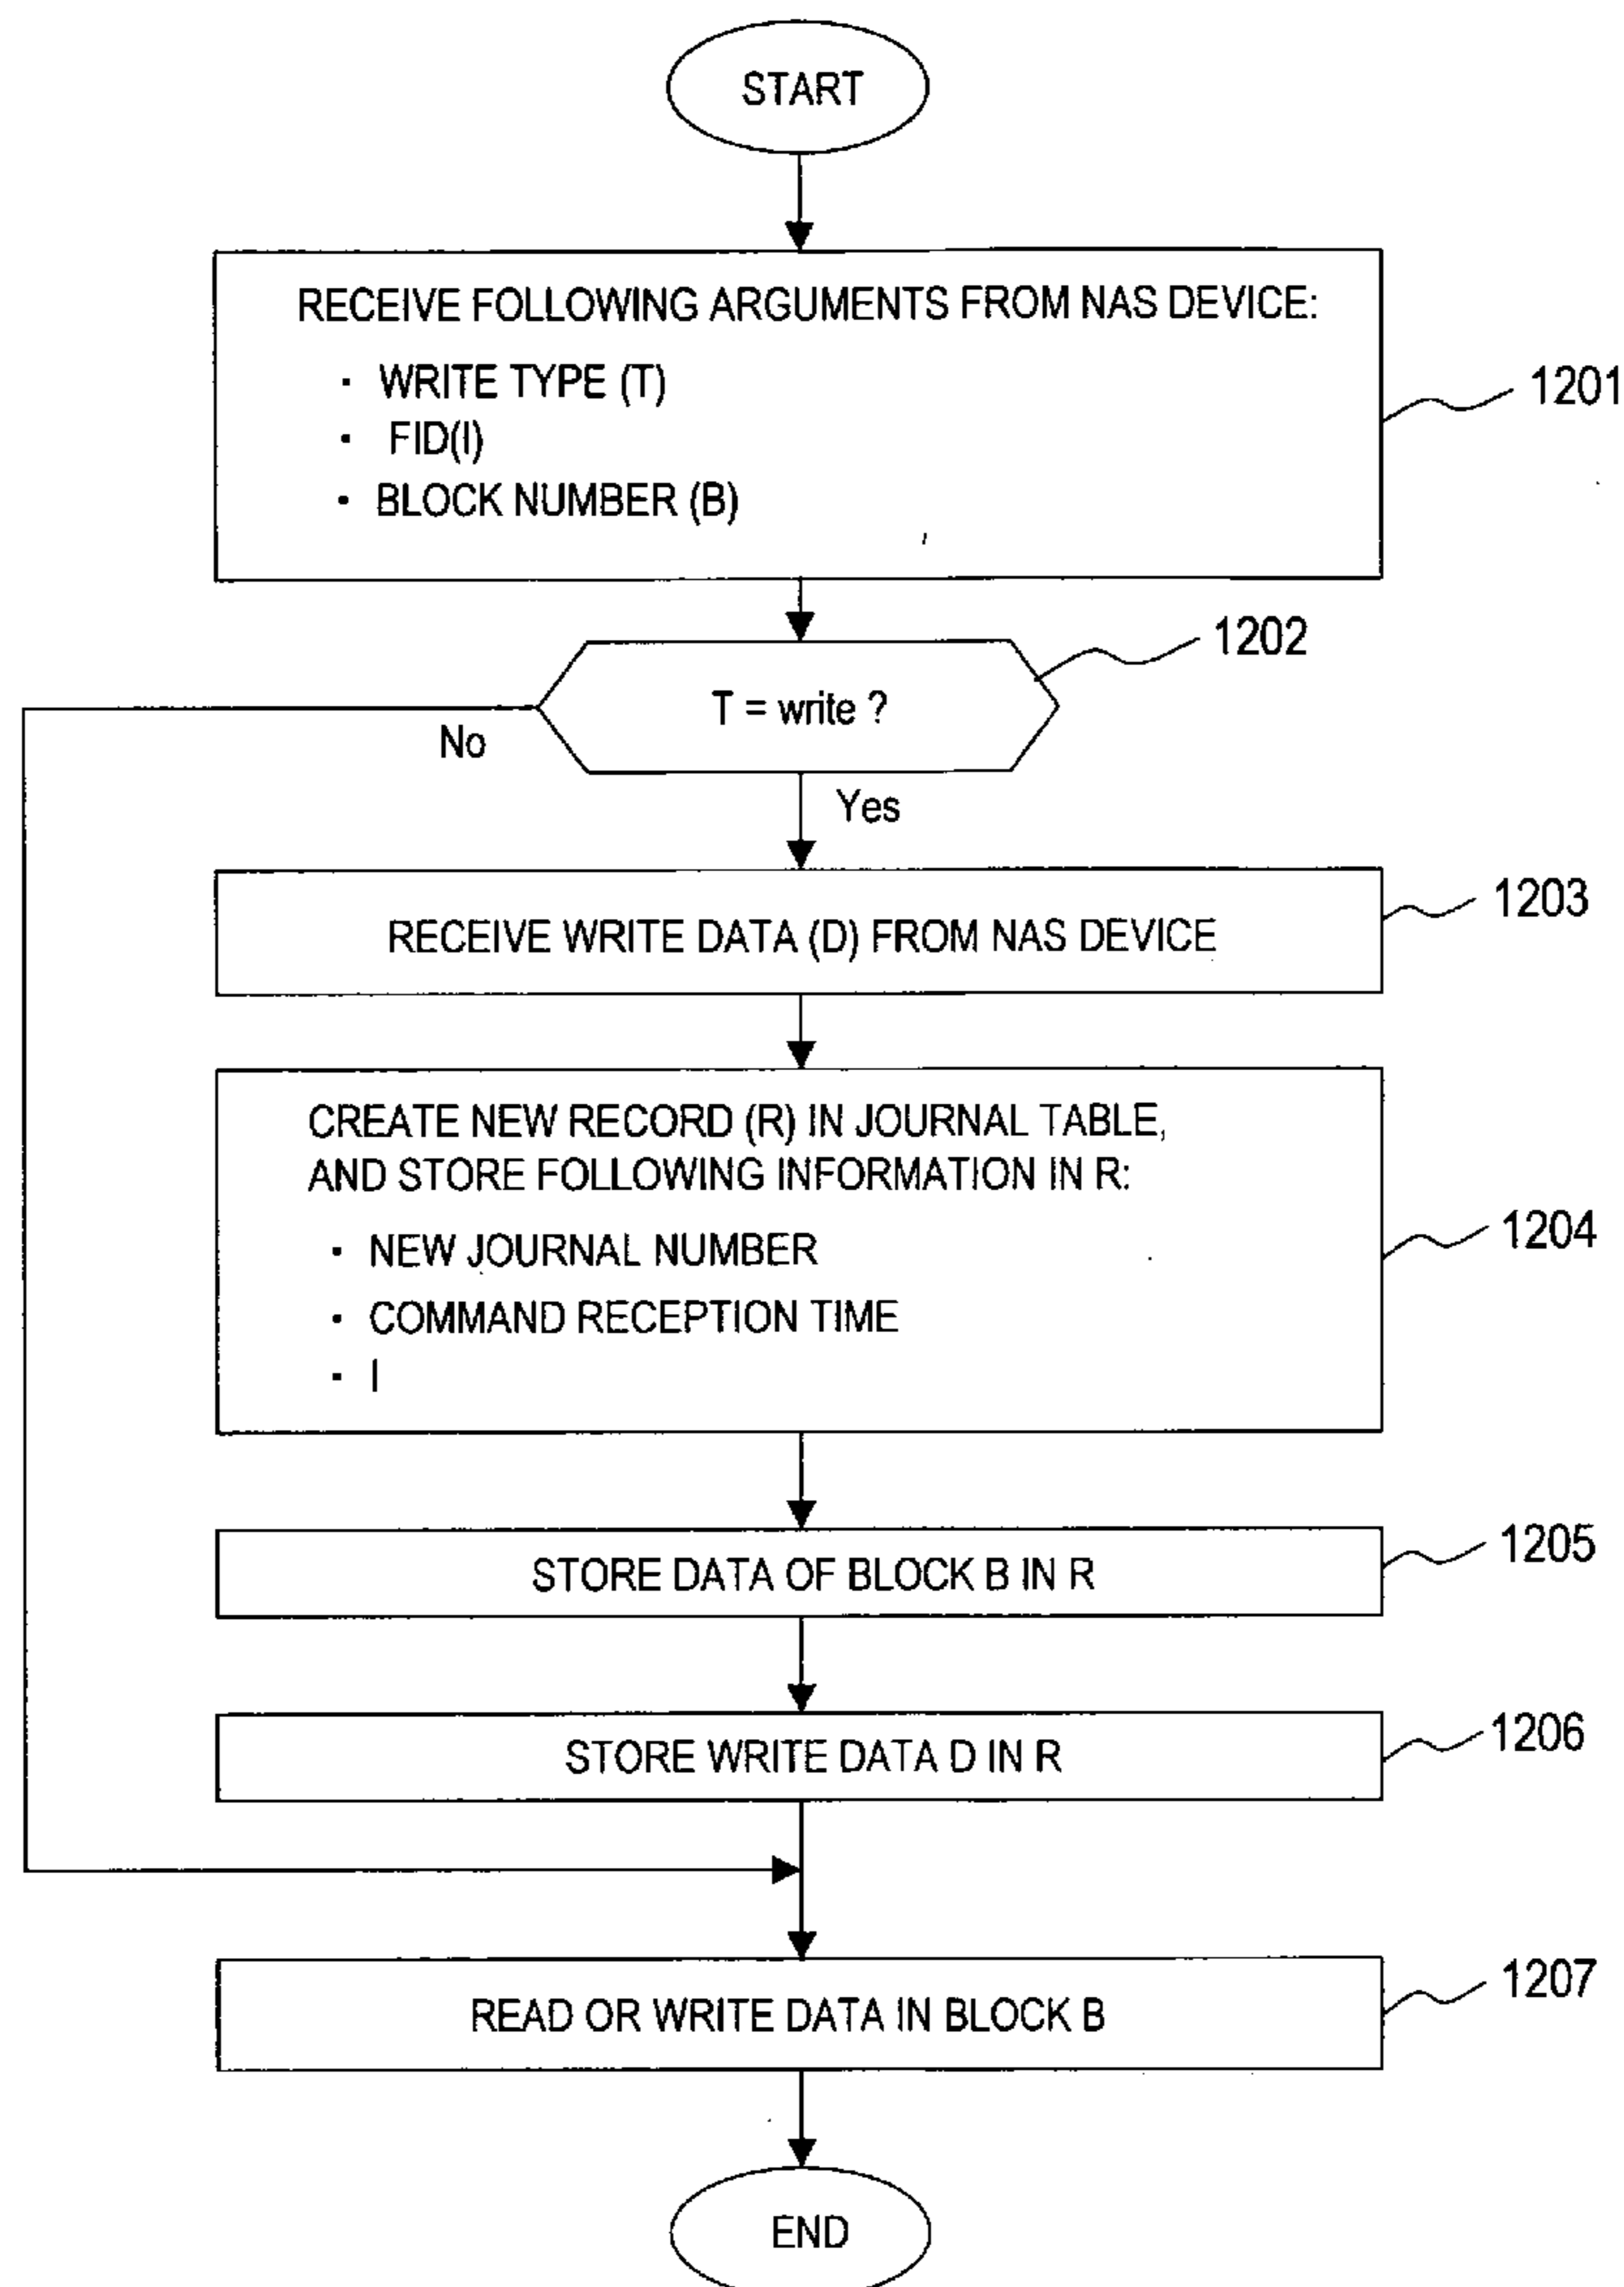 START
RECEIVE FOLLOWING ARGUMENTS FROM NAS DEVICE:
· WRITE TYPE (T)
· FID(I)
· BLOCK NUMBER (B)
1201
1202
T = write ?
No
Yes
1203
RECEIVE WRITE DATA (D) FROM NAS DEVICE
CREATE NEW RECORD (R) IN JOURNAL TABLE,
AND STORE FOLLOWING INFORMATION IN R:
· NEW JOURNAL NUMBER
· COMMAND RECEPTION TIME
· I
1204
1205
STORE DATA OF BLOCK B IN R
1206
STORE WRITE DATA D IN R
1207
READ OR WRITE DATA IN BLOCK B
END